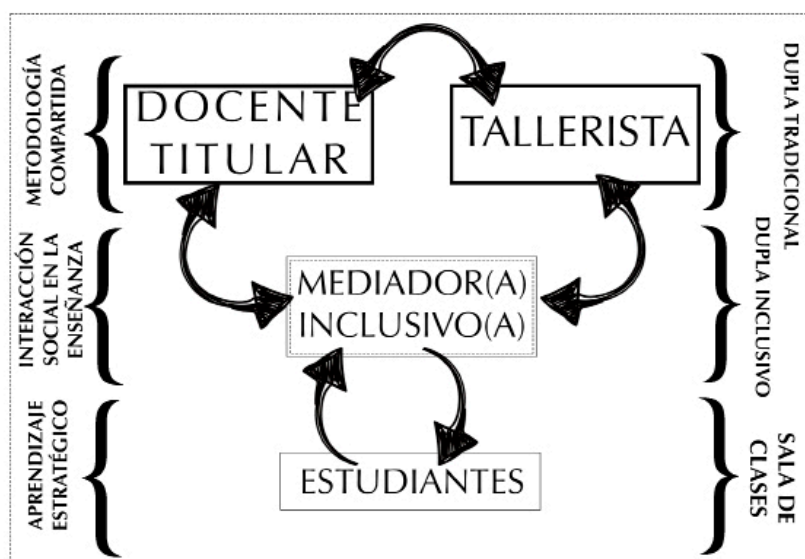 METODOLOGÍA
COMPARTIDA
DOCENTE
TITULAR
TALLERISTA
DUPLA TRADICIONAL
INTERACCIÓN
SOCIAL EN LA
ENSEÑANZA
MEDIADOR(A)
INCLUSIVO(A)
DUPLA INCLUSIVO
APRENDIZAJE
ESTRATÉGICO
ESTUDIANTES
SALA DE
CLASES